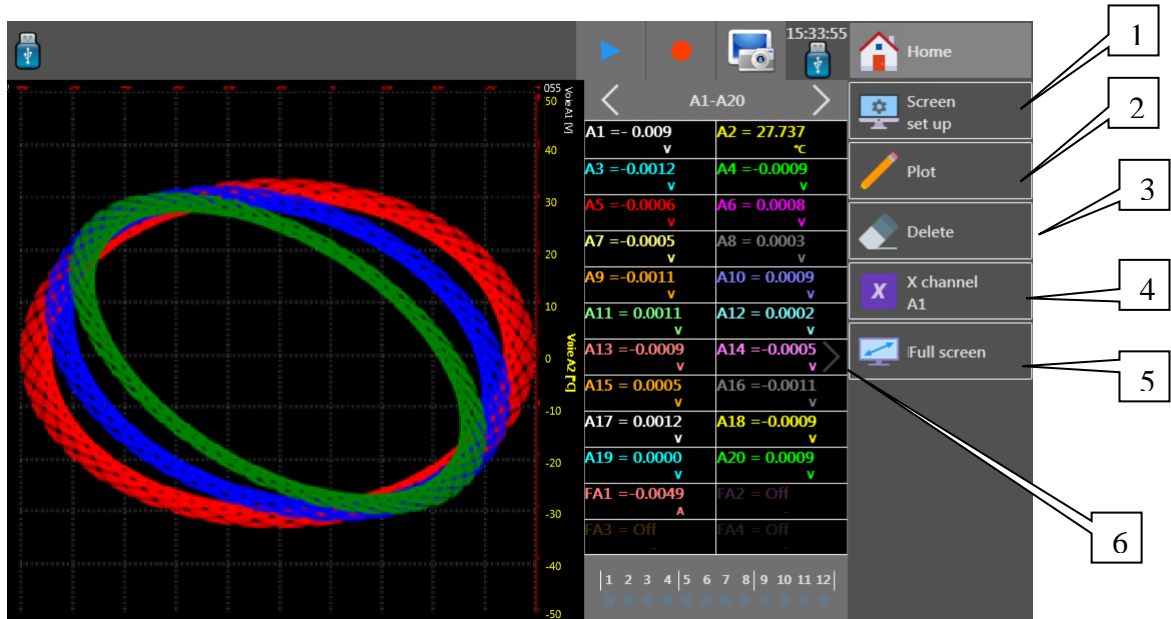 15:33:55
Home
1
Screen
set up
2
Plot
3
Delete
4
X channel
A1
5
Full screen
6
A1-A20
A1 =- 0.009
V
A2 = 27.737
°C
A3 =-0.0012
V
A4 =-0.0009
V
A5 =-0.0006
V
A6 = 0.0008
V
A7 =-0.0005
V
A8 = 0.0003
V
A9 =-0.0011
V
A10 = 0.0009
V
A11 = 0.0011
V
A12 = 0.0002
V
A13 =-0.0009
V
A14 =-0.0005
V
A15 = 0.0005
V
A16 =-0.0011
V
A17 = 0.0012
V
A18 =-0.0009
V
A19 = 0.0000
V
A20 = 0.0009
V
FA1 =-0.0049
A
FA2 = Off
-
FA3 = Off
-
FA4 = Off
-
1 2 3 4 5 6 7 8 9 10 11 12
055
Voie A1 [V]
50
40
30
20
10
0
-10
-20
-30
-40
-50
Voie A2 [°C]
X